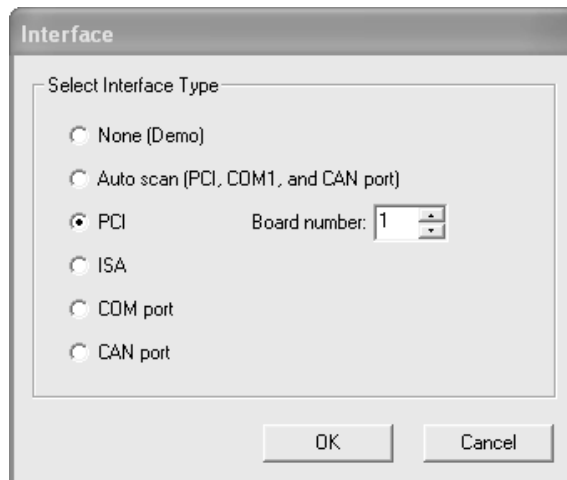 Interface
Select Interface Type
None (Demo)
Auto scan (PCI, COM1, and CAN port)
PCI Board number: 1
ISA
COM port
CAN port
OK Cancel